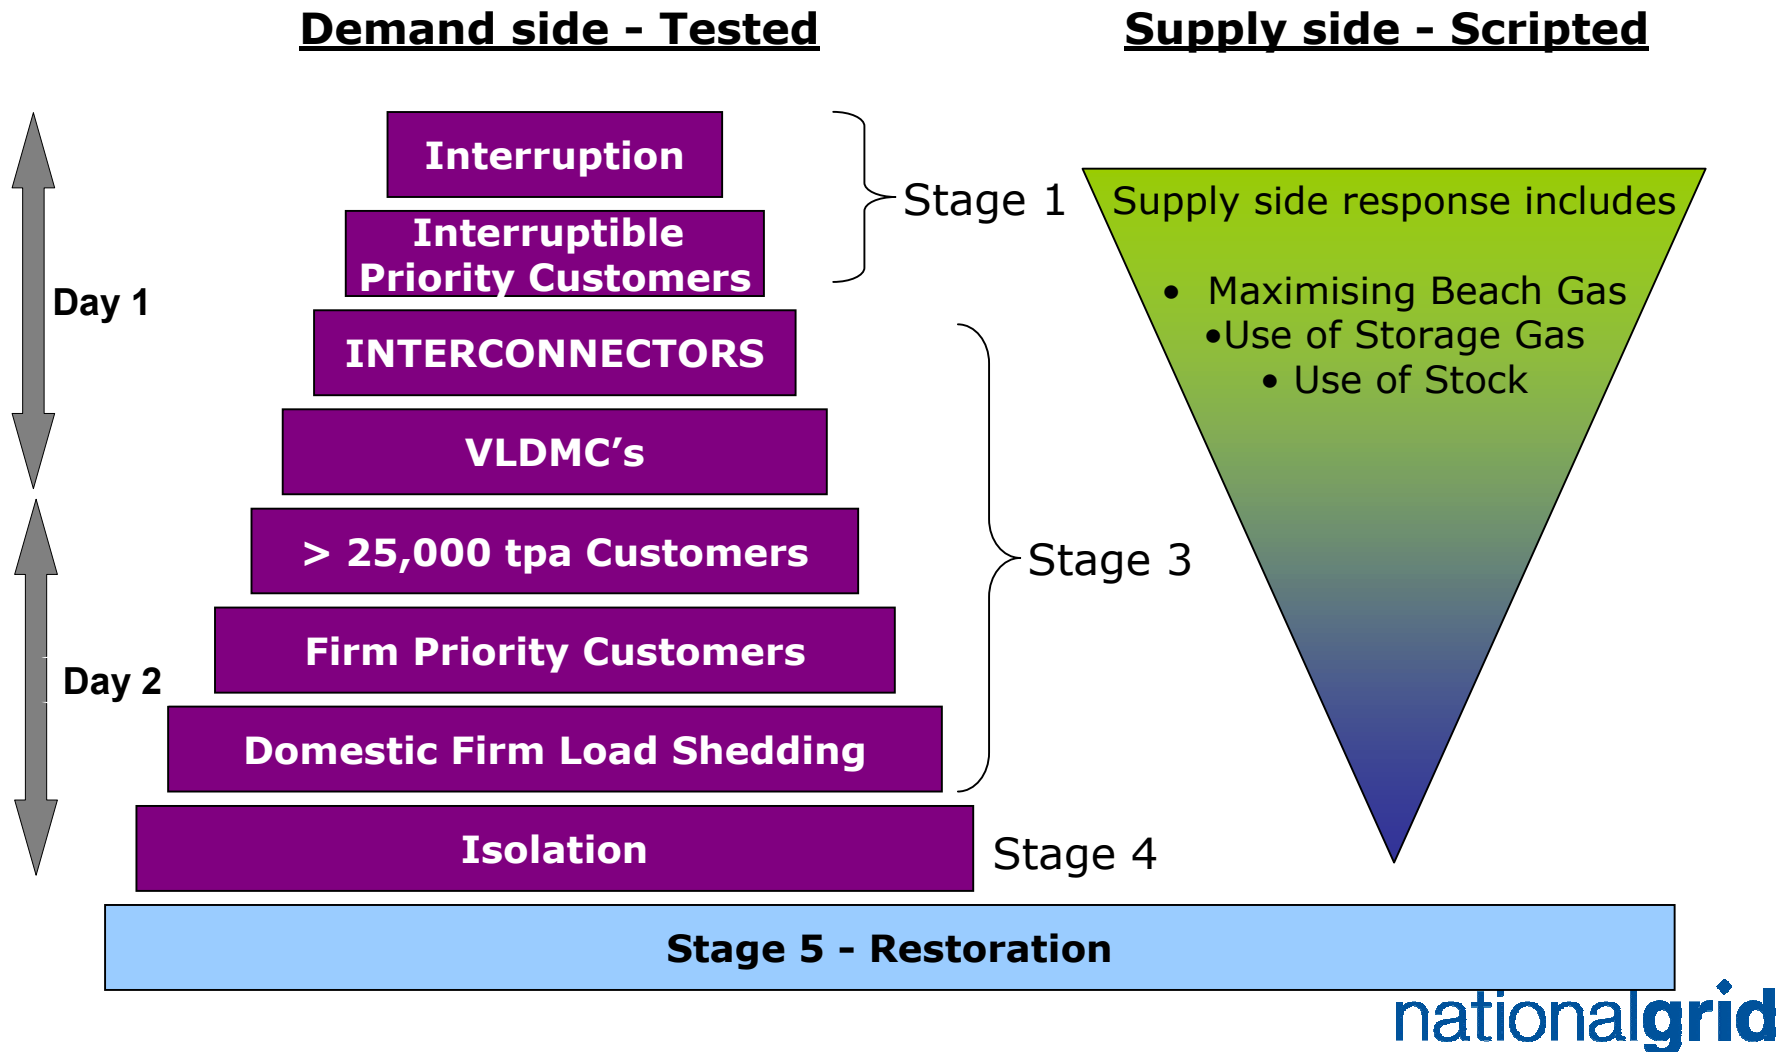 Demand side - Tested
Supply side - Scripted
Interruption
Interruptible
Priority Customers
Stage 1
Day 1
INTERCONNECTORS
VLDMC’s
> 25,000 tpa Customers
Stage 3
Firm Priority Customers
Day 2
Domestic Firm Load Shedding
Isolation
Stage 4
Supply side response includes
• Maximising Beach Gas
•Use of Storage Gas
• Use of Stock
Stage 5 - Restoration
nationalgrid